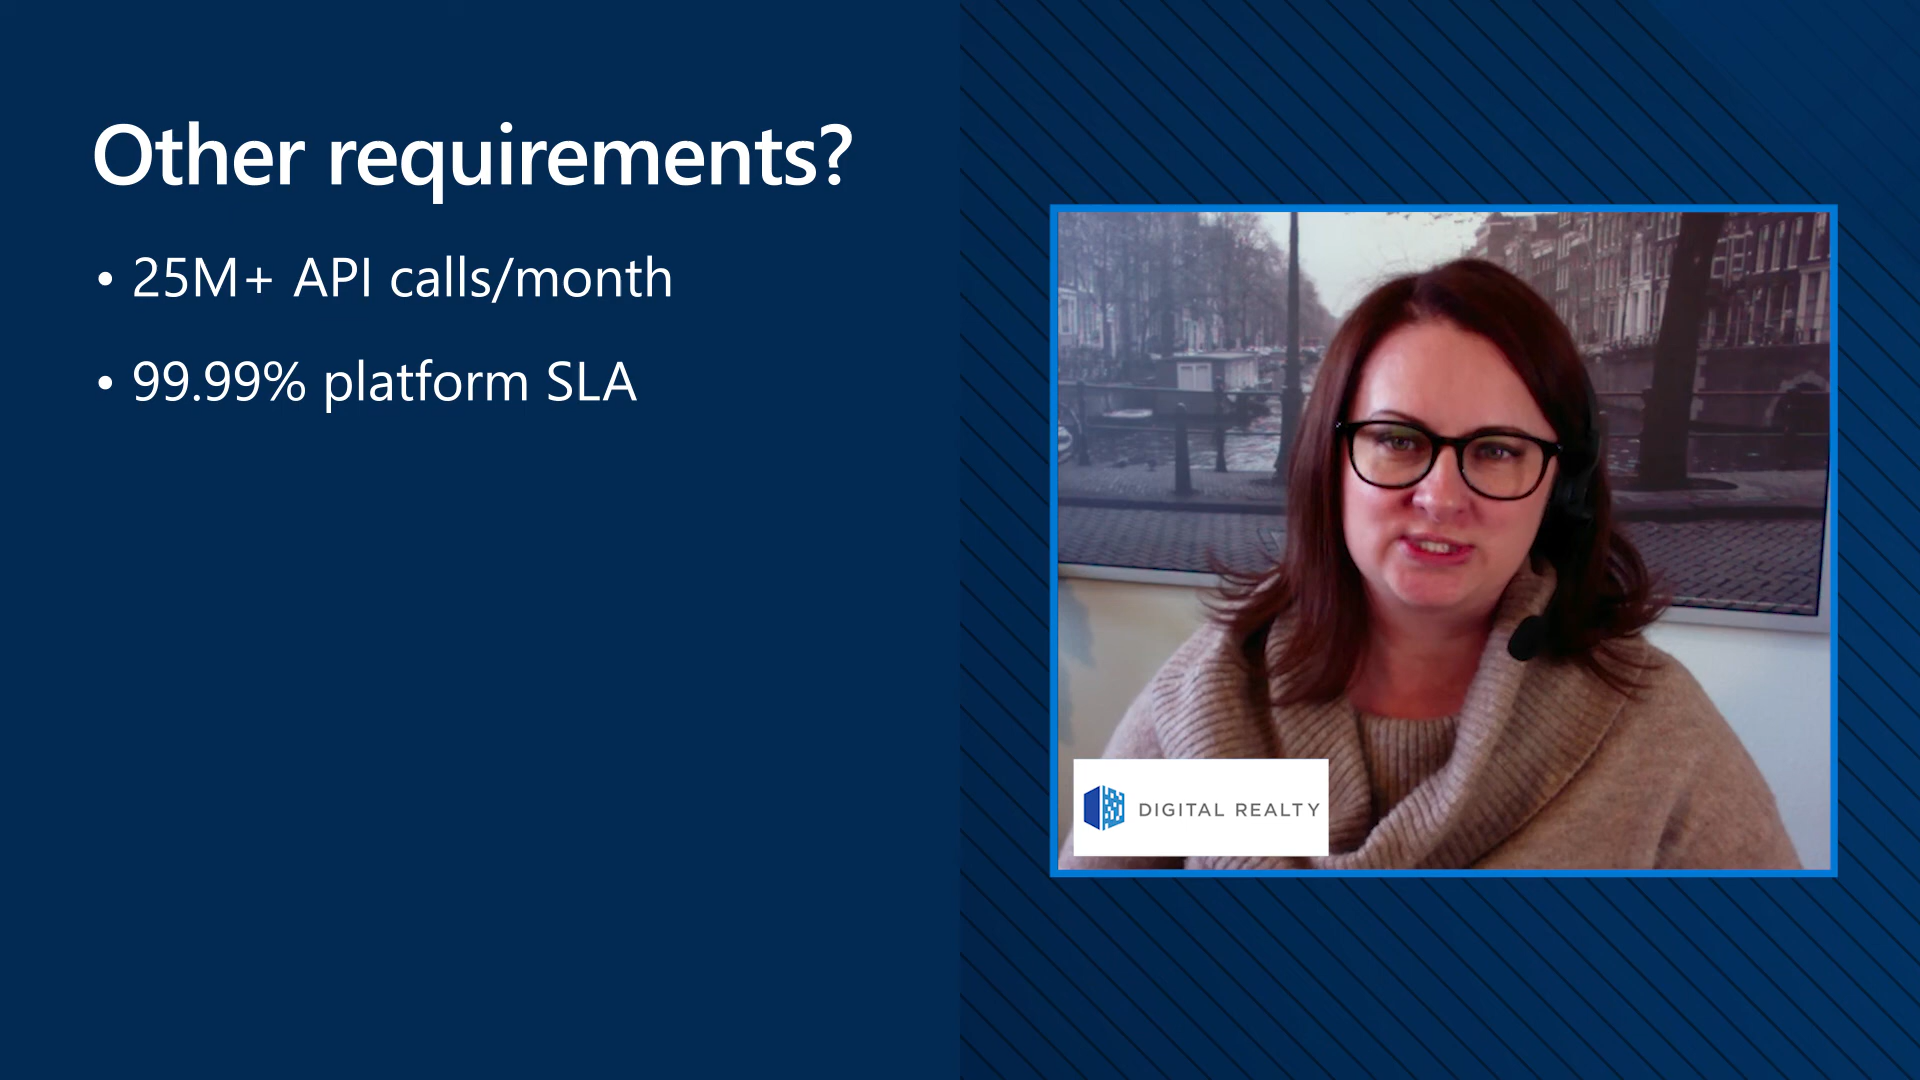 Other requirements?
• 25M+ API calls/month
• 99.99% platform SLA
DIGITAL REALTY